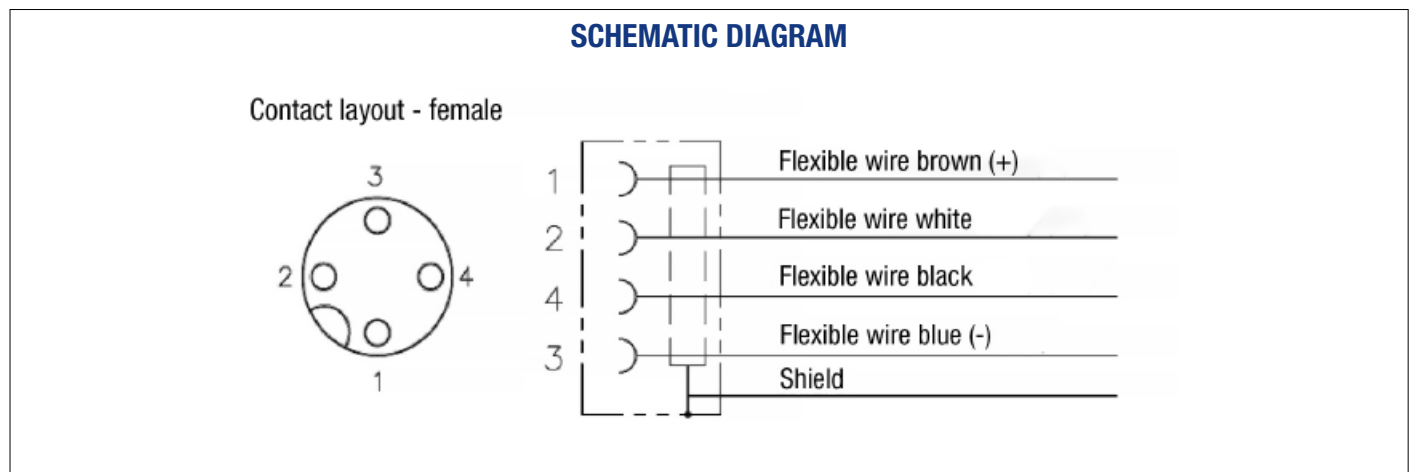 SCHEMATIC DIAGRAM
Contact layout - female
3
2
4
1
1
Flexible wire brown (+)
2
Flexible wire white
4
Flexible wire black
3
Flexible wire blue (-)
Shield